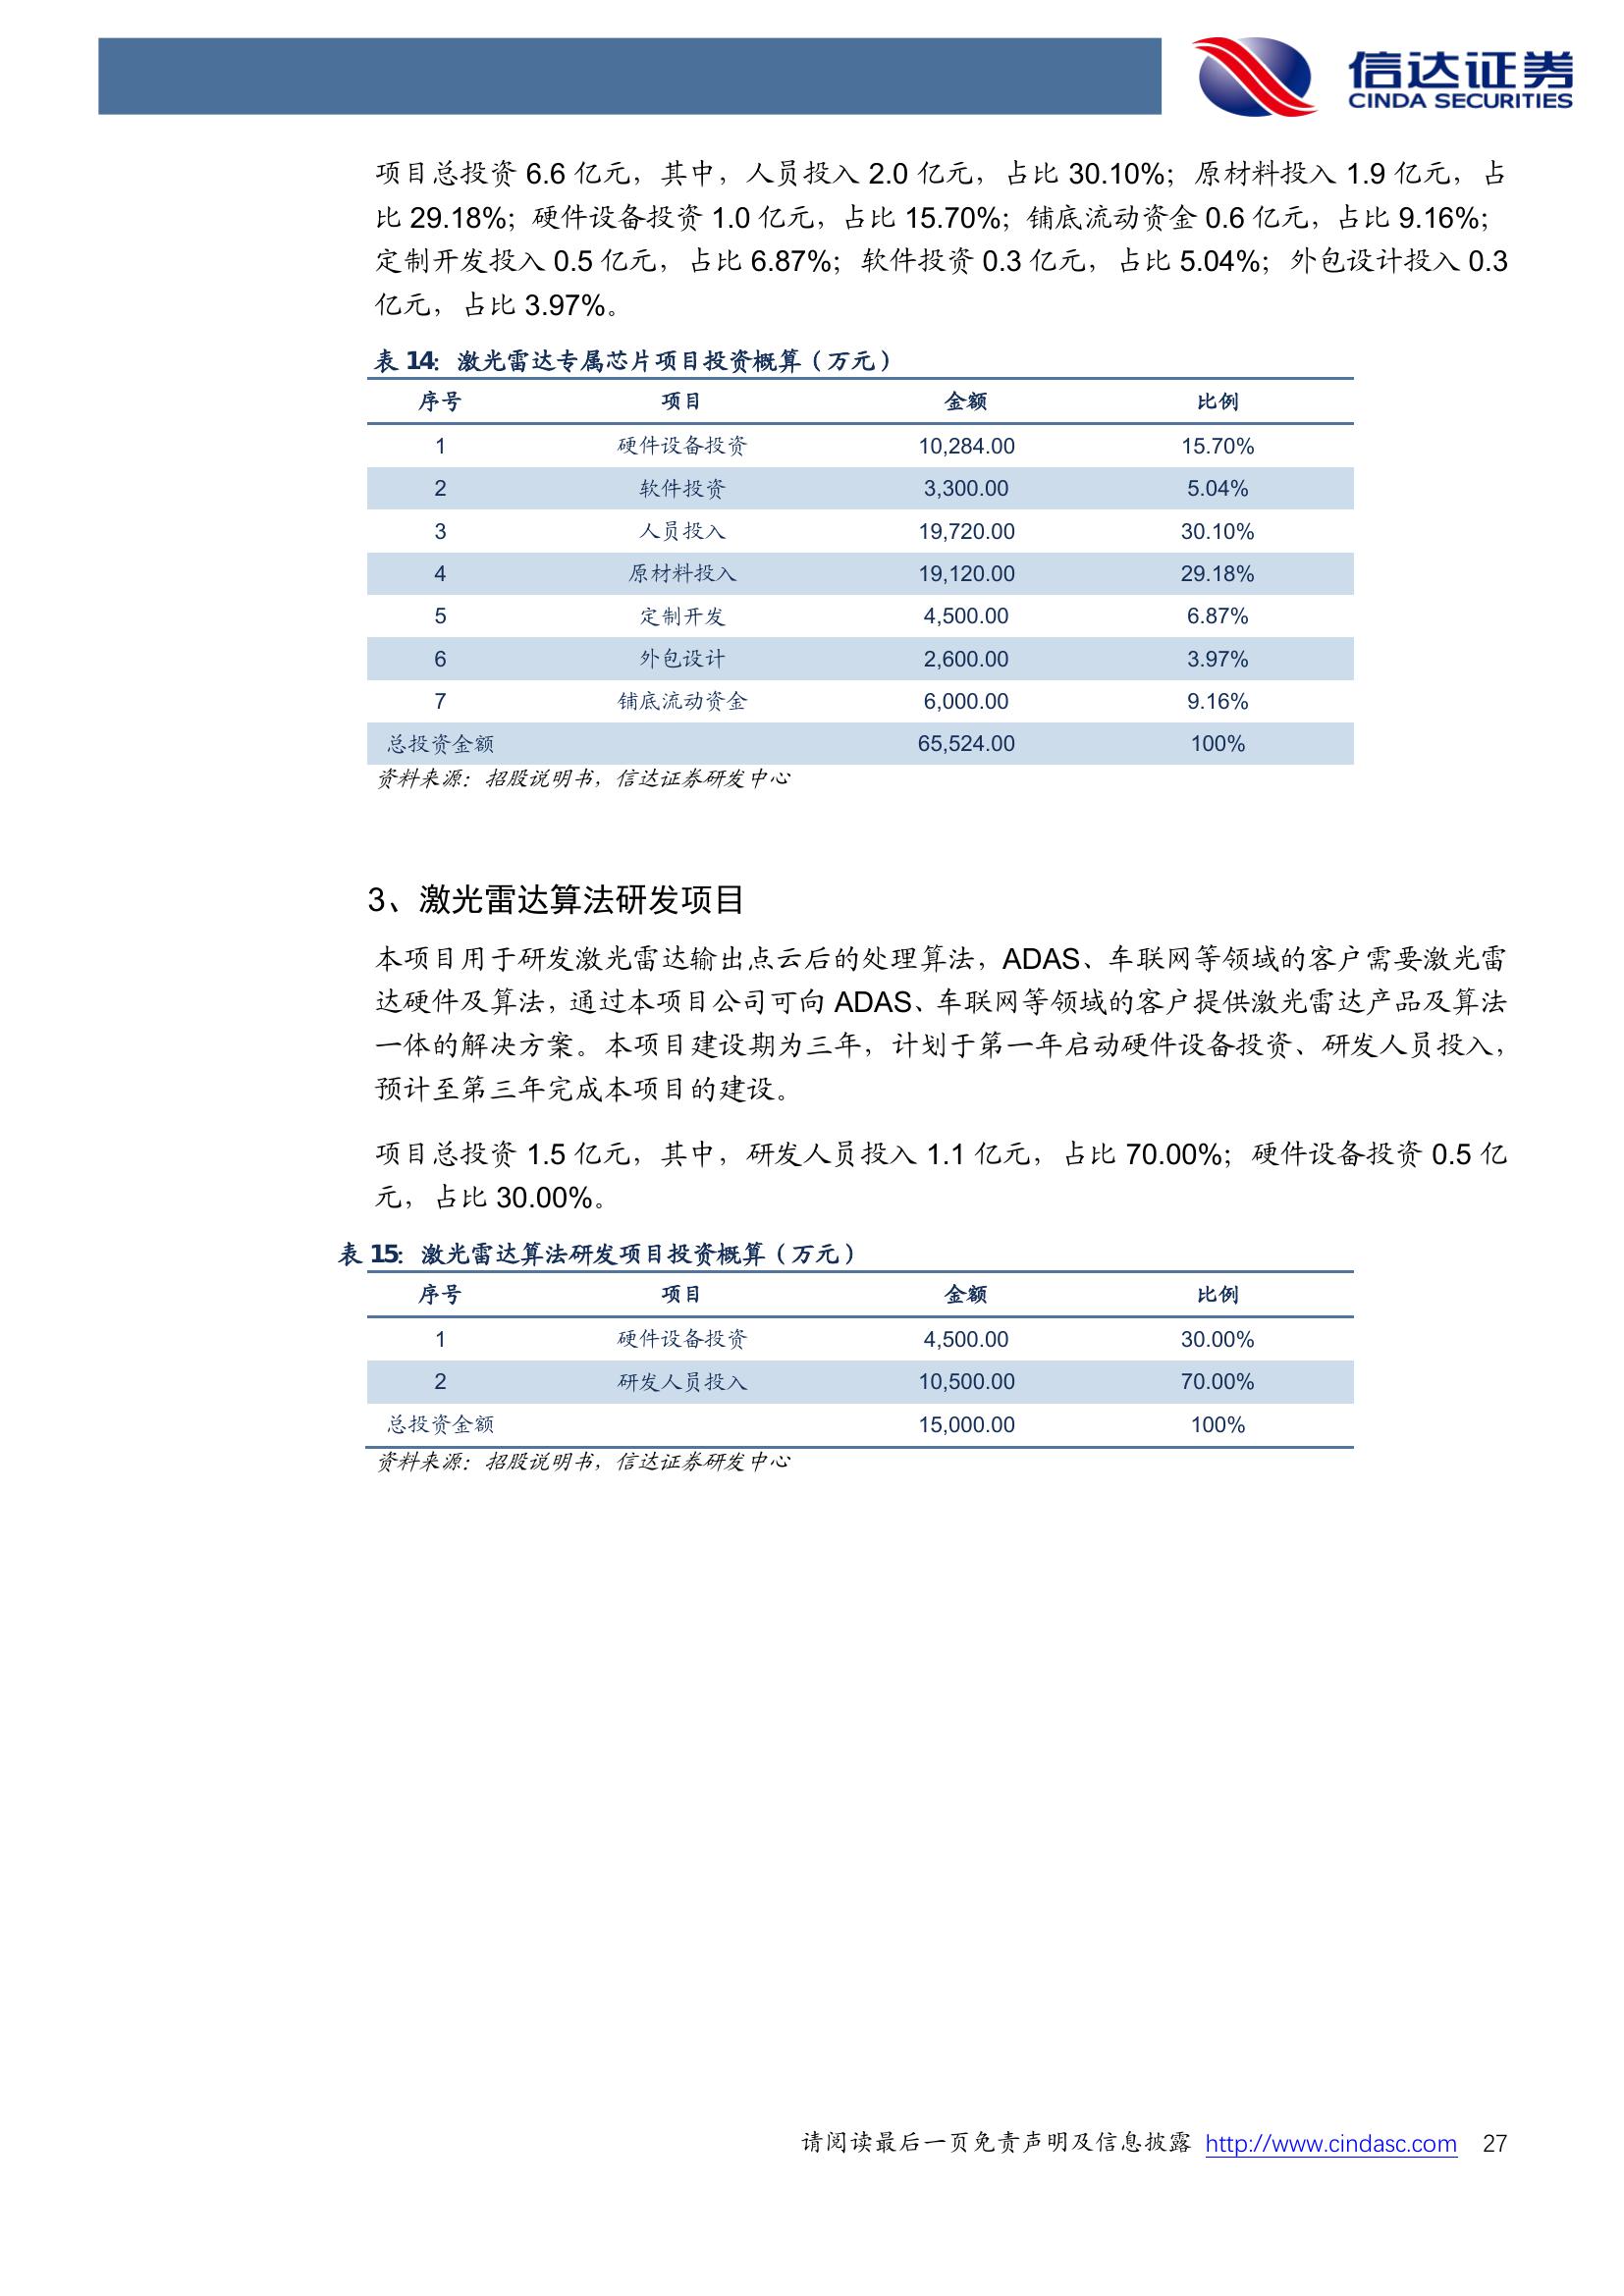 信达证券
CINDA SECURITIES
项目总投资 6.6 亿元，其中，人员投入 2.0 亿元，占比 30.10%；原材料投入 1.9 亿元，占
比 29.18%；硬件设备投资 1.0 亿元，占比 15.70%；铺底流动资金 0.6 亿元，占比 9.16%；
定制开发投入 0.5 亿元，占比 6.87%；软件投资 0.3 亿元，占比 5.04%；外包设计投入 0.3
亿元，占比 3.97%。
表 14：激光雷达专属芯片项目投资概算（万元）
序号 项目 金额 比例
1 硬件设备投资 10,284.00 15.70%
2 软件投资 3,300.00 5.04%
3 人员投入 19,720.00 30.10%
4 原材料投入 19,120.00 29.18%
5 定制开发 4,500.00 6.87%
6 外包设计 2,600.00 3.97%
7 铺底流动资金 6,000.00 9.16%
总投资金额 65,524.00 100%
资料来源：招股说明书，信达证券研发中心
3、激光雷达算法研发项目
本项目用于研发激光雷达输出点云后的处理算法，ADAS、车联网等领域的客户需要激光雷
达硬件及算法，通过本项目公司可向 ADAS、车联网等领域的客户提供激光雷达产品及算法
一体的解决方案。本项目建设期为三年，计划于第一年启动硬件设备投资、研发人员投入，
预计至第三年完成本项目的建设。
项目总投资 1.5 亿元，其中，研发人员投入 1.1 亿元，占比 70.00%；硬件设备投资 0.5 亿
元，占比 30.00%。
表 15：激光雷达算法研发项目投资概算（万元）
序号 项目 金额 比例
1 硬件设备投资 4,500.00 30.00%
2 研发人员投入 10,500.00 70.00%
总投资金额 15,000.00 100%
资料来源：招股说明书，信达证券研发中心
请阅读最后一页免责声明及信息披露 http://www.cindasc.com 27